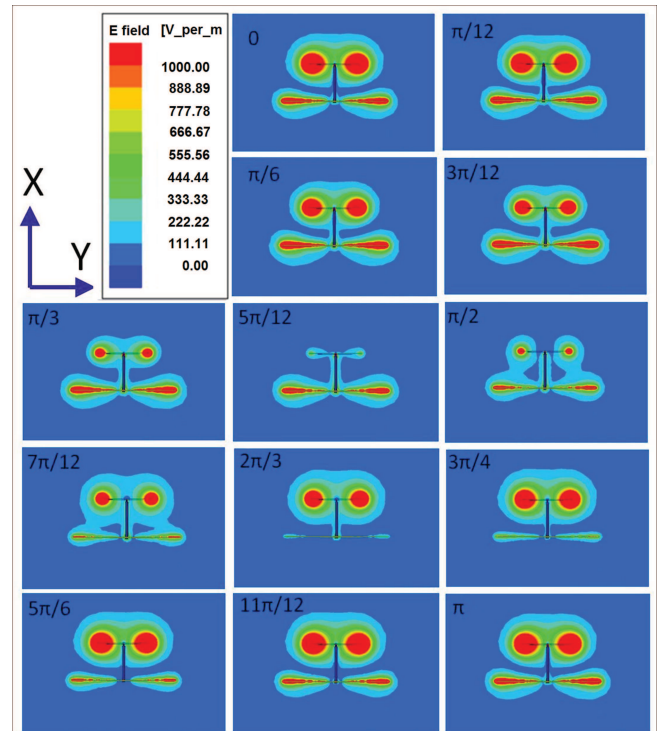 E field [V_per_m
1000.00
888.89
777.78
666.67
555.56
444.44
333.33
222.22
111.11
0.00
X
Y
0
π/12
π/6
3π/12
π/3
5π/12
π/2
7π/12
2π/3
3π/4
5π/6
11π/12
π